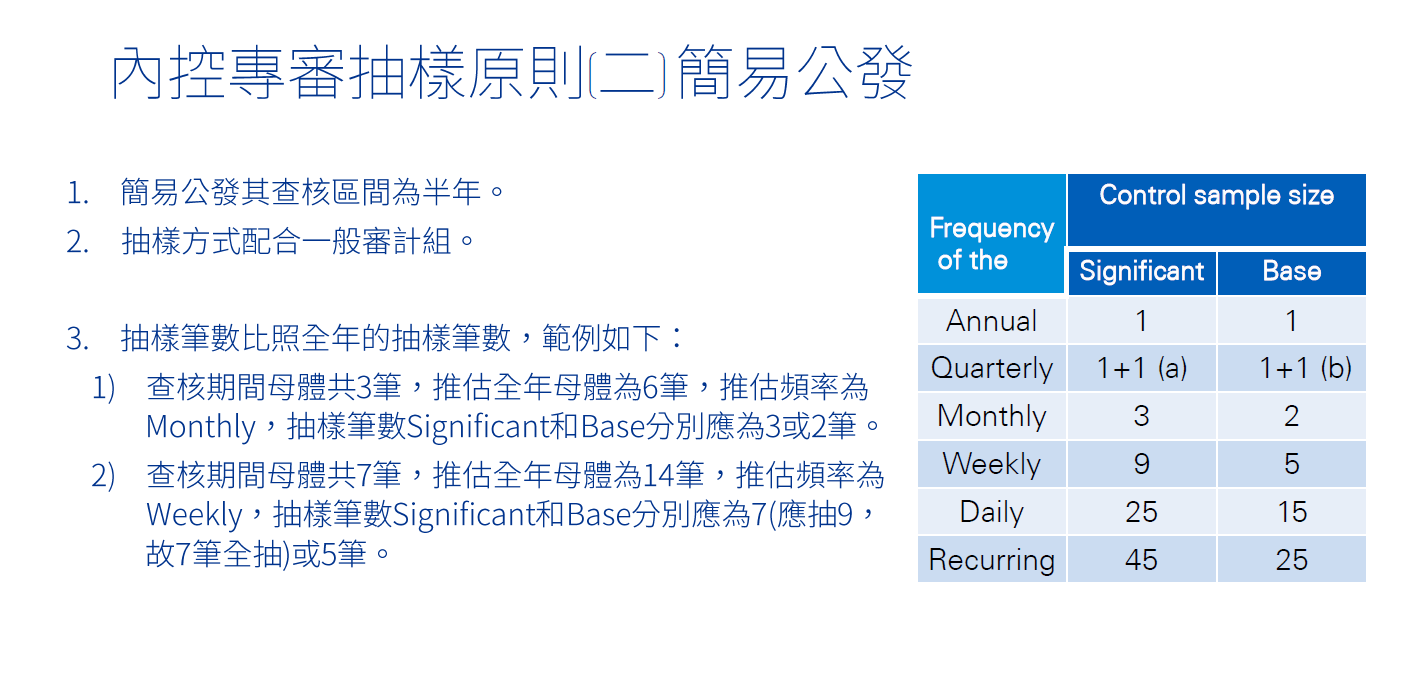 內控專審抽樣原則(二)簡易公發
1. 簡易公發其查核區間為半年。
2. 抽樣方式配合一般審計組。
3. 抽樣筆數比照全年的抽樣筆數，範例如下：
1) 查核期間母體共3筆，推估全年母體為6筆，推估頻率為
Monthly，抽樣筆數Significant和Base分別應為3或2筆。
2) 查核期間母體共7筆，推估全年母體為14筆，推估頻率為
Weekly，抽樣筆數Significant和Base分別應為7(應抽9，
故7筆全抽)或5筆。
Frequency of the Control sample size
Significant Base
Annual 1 1
Quarterly 1+1 (a) 1+1 (b)
Monthly 3 2
Weekly 9 5
Daily 25 15
Recurring 45 25